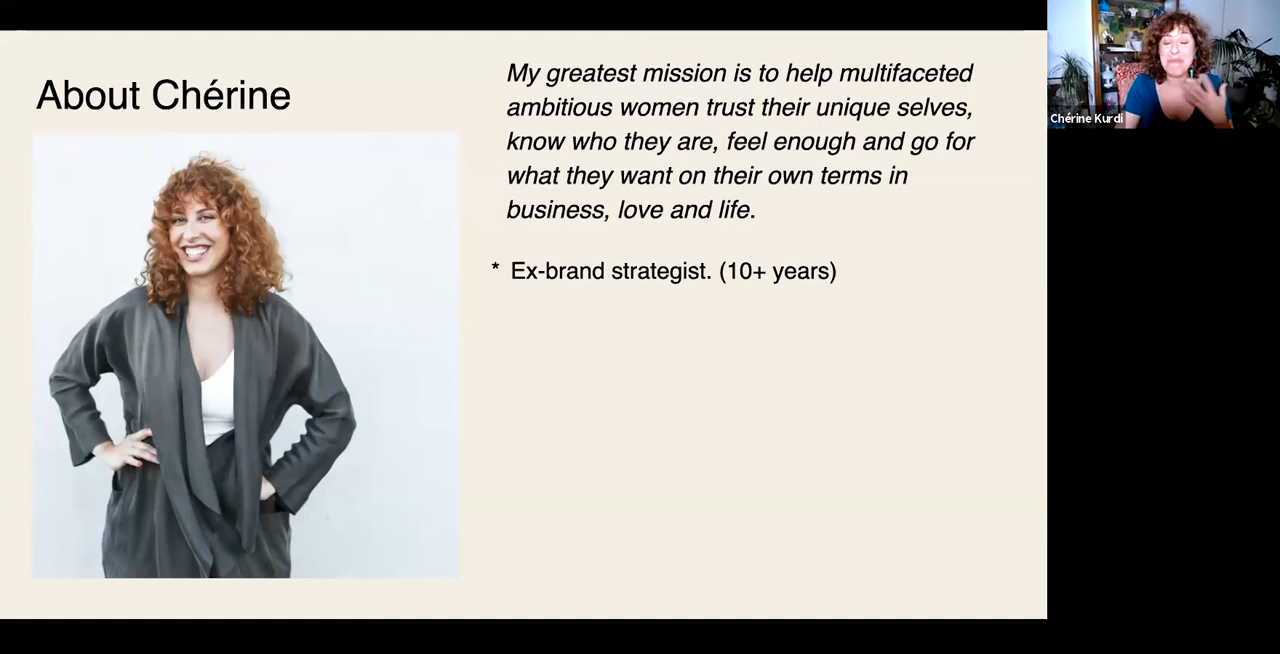 About Chérine
My greatest mission is to help multifaceted
ambitious women trust their unique selves,
know who they are, feel enough and go for
what they want on their own terms in
business, love and life.
* Ex-brand strategist. (10+ years)
Chérine Kurdi